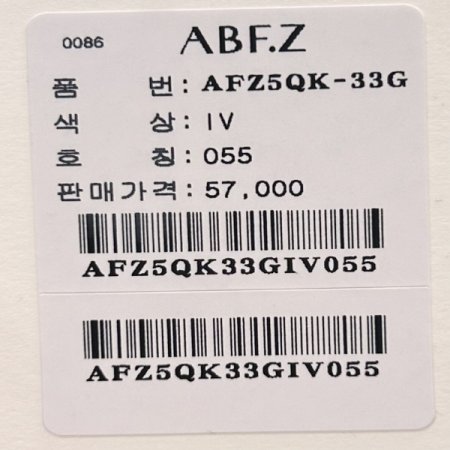 0086 ABF.Z
품 번 : AFZ5QK-33G
색 상 : IV
호 칭 : 055
판매가격 : 57,000
AFZ5QK33GIV055
AFZ5QK33GIV055